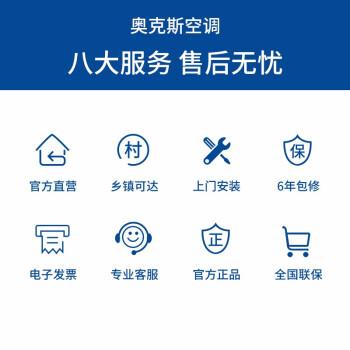 奥克斯空调
八大服务 售后无忧
村
保
官方直营 乡镇可达 上门安装 6年包修
正
电子发票 专业客服 官方正品 全国联保